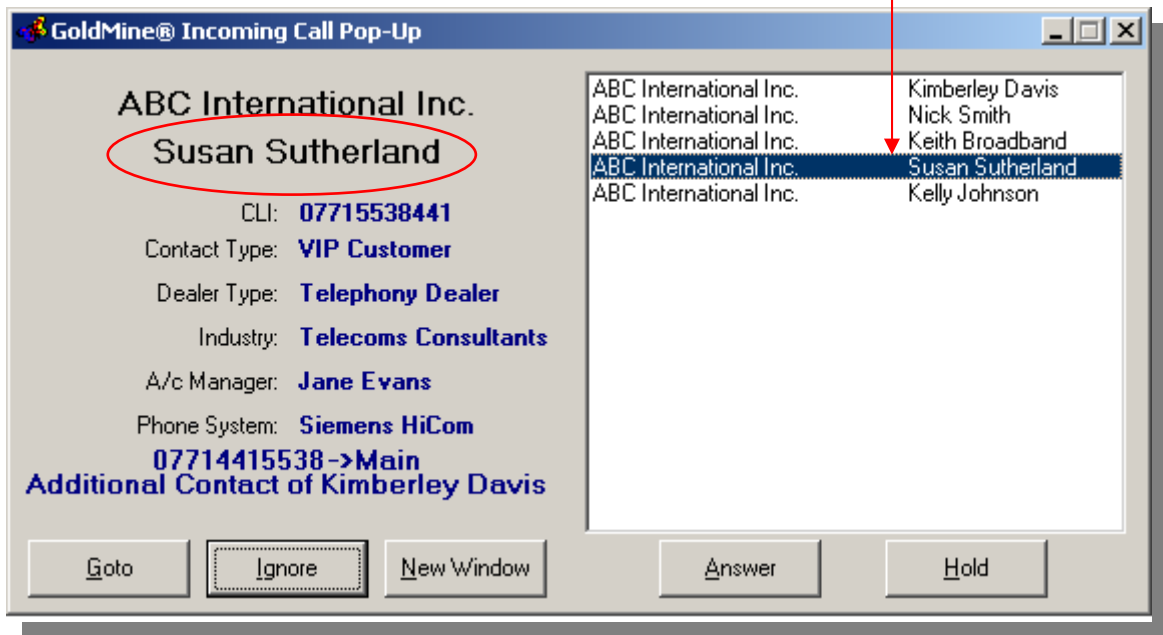 GoldMine® Incoming Call Pop-Up
ABC International Inc.
Susan Sutherland
CLI: 07715538441
Contact Type: VIP Customer
Dealer Type: Telephony Dealer
Industry: Telecoms Consultants
A/c Manager: Jane Evans
Phone System: Siemens HiCom
07714415538->Main
Additional Contact of Kimberley Davis
ABC International Inc. Kimberley Davis
ABC International Inc. Nick Smith
ABC International Inc. Keith Broadband
ABC International Inc. Susan Sutherland
ABC International Inc. Kelly Johnson
Goto Ignore New Window Answer Hold